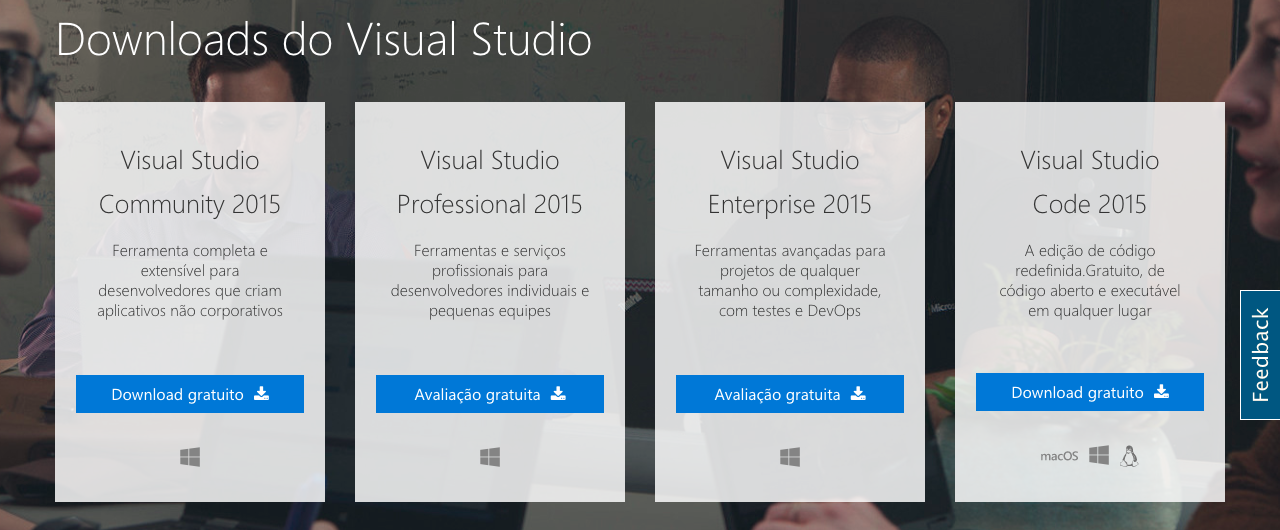 Downloads do Visual Studio
Visual Studio
Community 2015
Ferramenta completa e
extensível para
desenvolvedores que criam
aplicativos não corporativos
Download gratuito
Visual Studio
Professional 2015
Ferramentas e serviços
profissionais para
desenvolvedores individuais e
pequenas equipes
Avaliação gratuita
Visual Studio
Enterprise 2015
Ferramentas avançadas para
projetos de qualquer
tamanho ou complexidade,
com testes e DevOps
Avaliação gratuita
Visual Studio
Code 2015
A edição de código
redefinida.Gratuito, de
código aberto e executável
em qualquer lugar
Download gratuito
macOS
Feedback